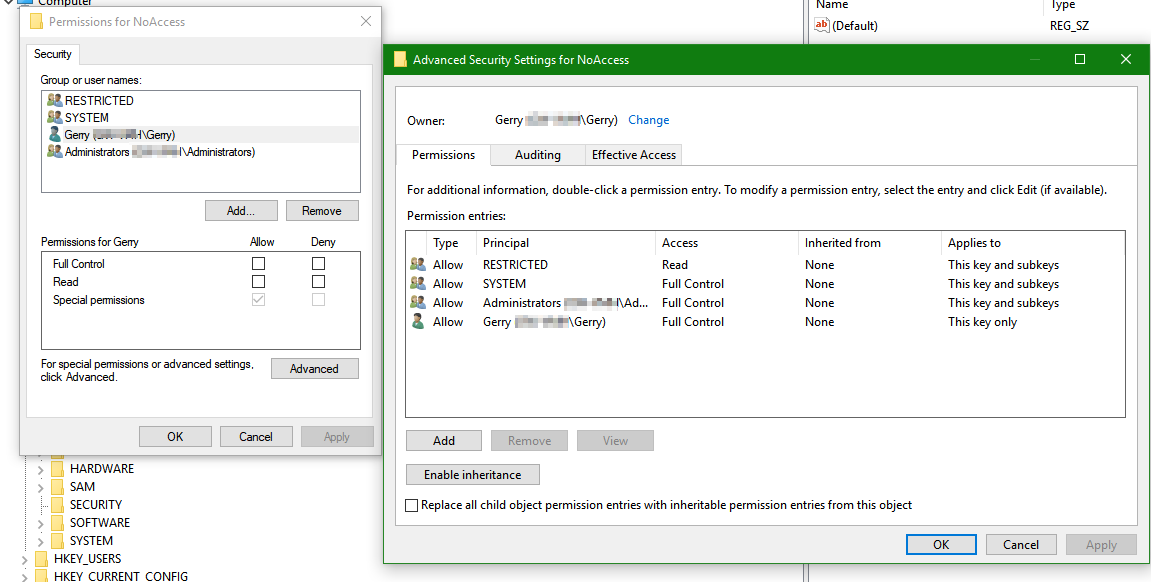 Computer
Permissions for NoAccess
Security
Group or user names:
RESTRICTED
SYSTEM
Gerry (\Gerry)
Administrators \Administrators)
Add...
Remove
Permissions for Gerry
Allow
Deny
Full Control
Read
Special permissions
For special permissions or advanced settings,
click Advanced.
Advanced
OK
Cancel
Apply
HARDWARE
SAM
SECURITY
SOFTWARE
SYSTEM
HKEY_USERS
HKEY_CURRENT_CONFIG
Name
Type
ab
(Default)
REG_SZ
Advanced Security Settings for NoAccess
Owner:
Gerry \Gerry)
Change
Permissions
Auditing
Effective Access
For additional information, double-click a permission entry. To modify a permission entry, select the entry and click Edit (if available).
Permission entries:
Type Principal Access Inherited from Applies to
Allow RESTRICTED Read None This key and subkeys
Allow SYSTEM Full Control None This key and subkeys
Allow Administrators \Ad... Full Control None This key and subkeys
Allow Gerry \Gerry) Full Control None This key only
Add
Remove
View
Enable inheritance
Replace all child object permission entries with inheritable permission entries from this object
OK
Cancel
Apply